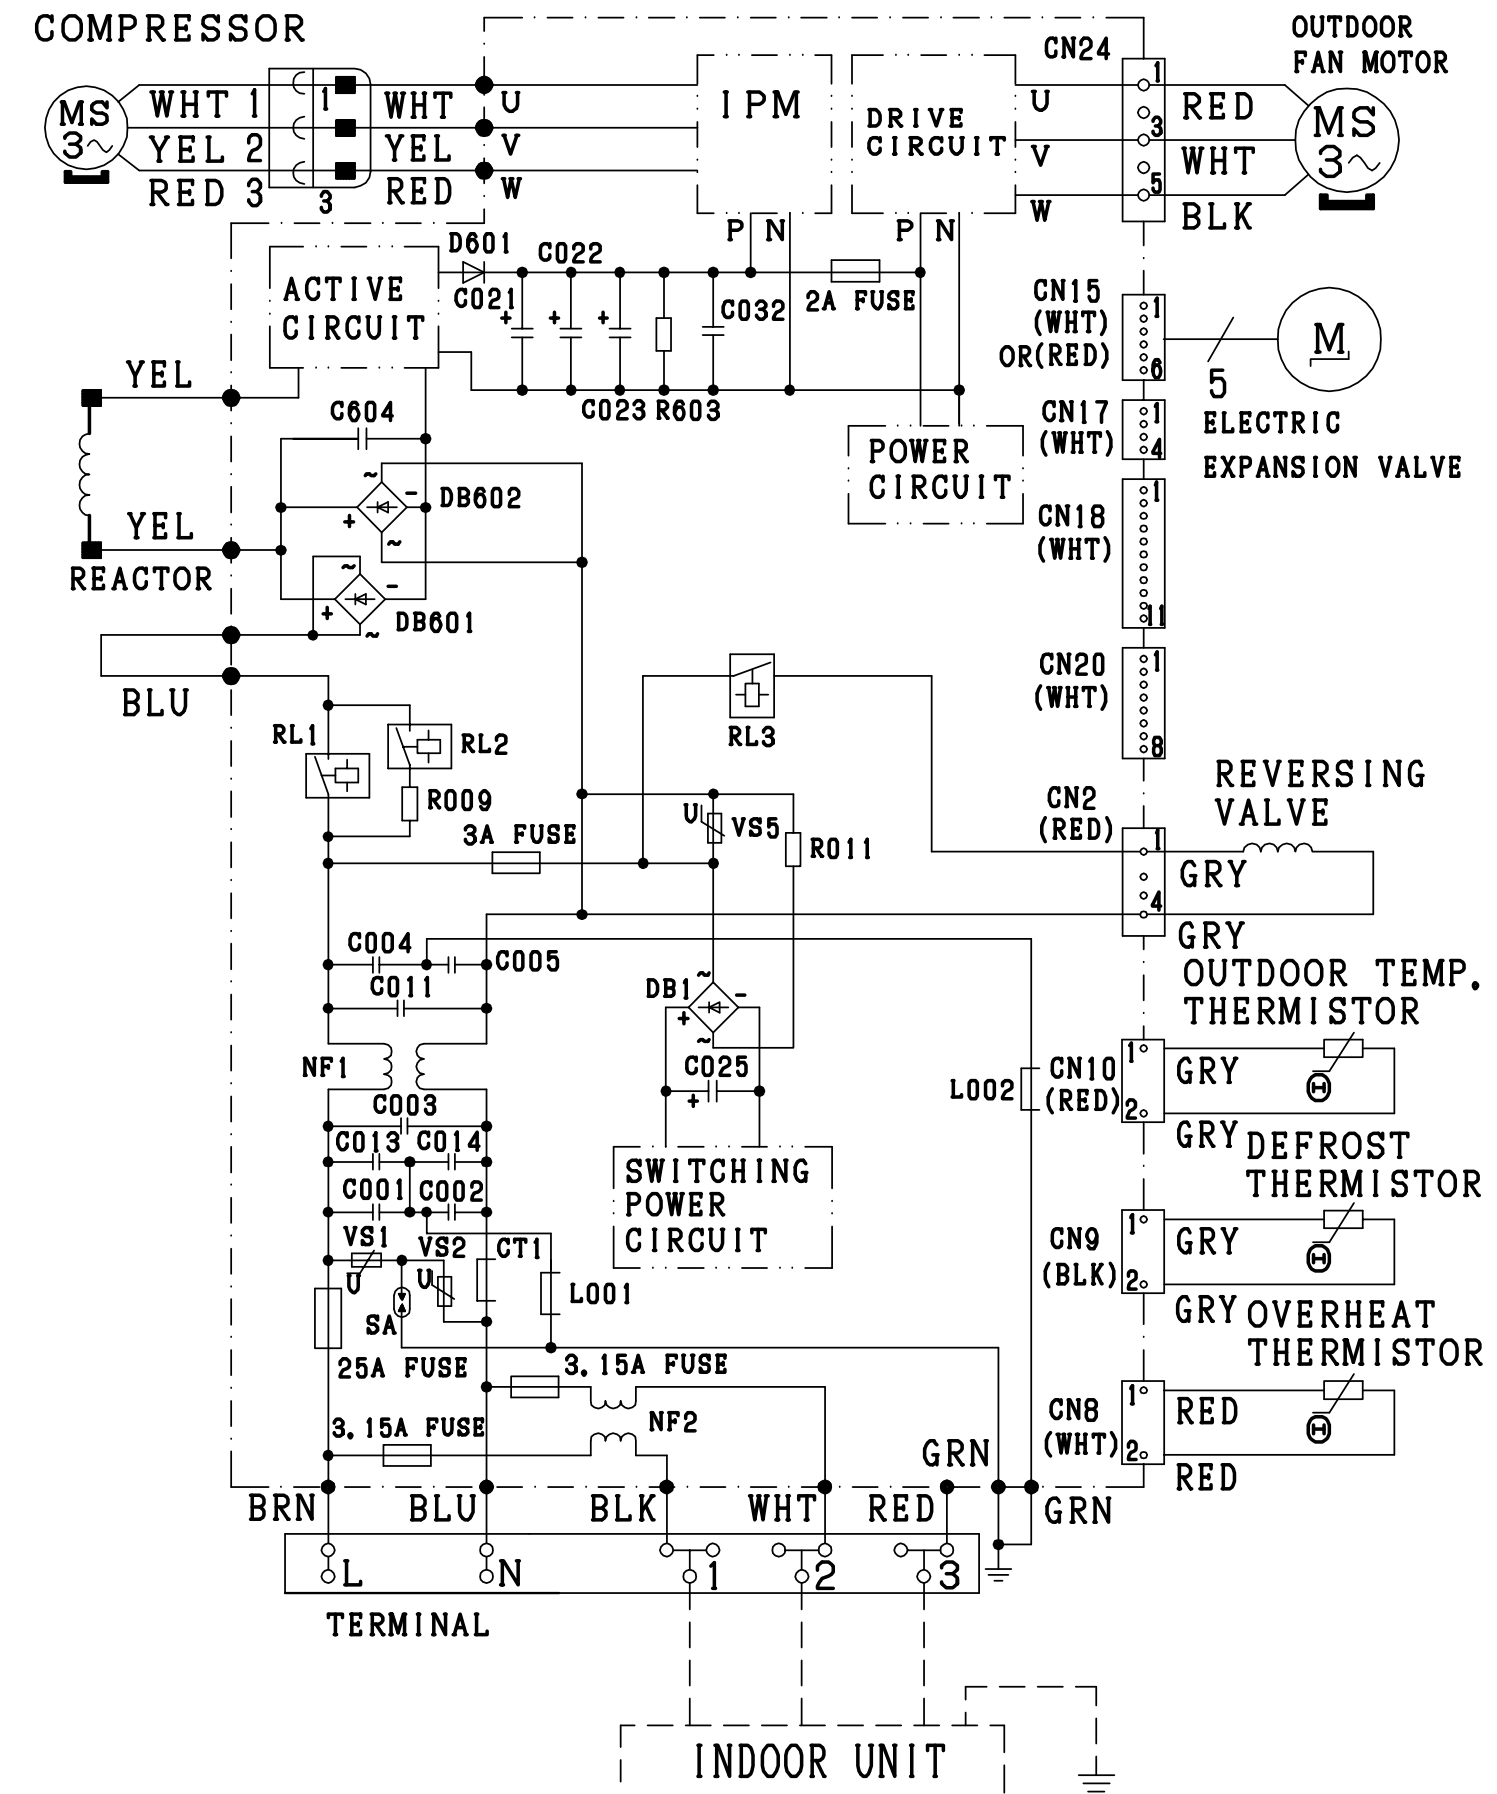 COMPRESSOR
MS
3～
WHT 1
YEL 2
RED 3
1
3
WHT
YEL
RED
U
V
W
IPM
P N
DRIVE
CIRCUIT
P N
U
V
W
CN24
1
3
5
RED
WHT
BLK
OUTDOOR
FAN MOTOR
MS
3～
ACTIVE
CIRCUIT
D601
C021
+
C022
+
+
C023
R603
C032
2A FUSE
POWER
CIRCUIT
CN15
(WHT)
OR(RED)
1
6
5
M
ELECTRIC
EXPANSION VALVE
CN17
(WHT)
1
4
CN18
(WHT)
1
11
CN20
(WHT)
1
8
YEL
YEL
REACTOR
C604
~
-
+
~
DB602
~
-
+
~
DB601
BLU
RL1
RL2
R009
RL3
3A FUSE
U
VS5
R011
CN2
(RED)
1
4
REVERSING
VALVE
GRY
GRY
C004
C005
C011
NF1
C003
C013
C014
C001
C002
VS1
U
VS2
U
SA
CT1
L001
25A FUSE
DB1
~
-
+
~
C025
+
SWITCHING
POWER
CIRCUIT
L002
OUTDOOR TEMP.
THERMISTOR
CN10
(RED)
1
2
GRY
GRY
Θ
DEFROST
THERMISTOR
CN9
(BLK)
1
2
GRY
GRY
Θ
OVERHEAT
THERMISTOR
CN8
(WHT)
1
2
RED
RED
Θ
3.15A FUSE
3.15A FUSE
NF2
GRN
BRN
BLU
BLK
WHT
RED
GRN
L
N
1
2
3
TERMINAL
INDOOR UNIT